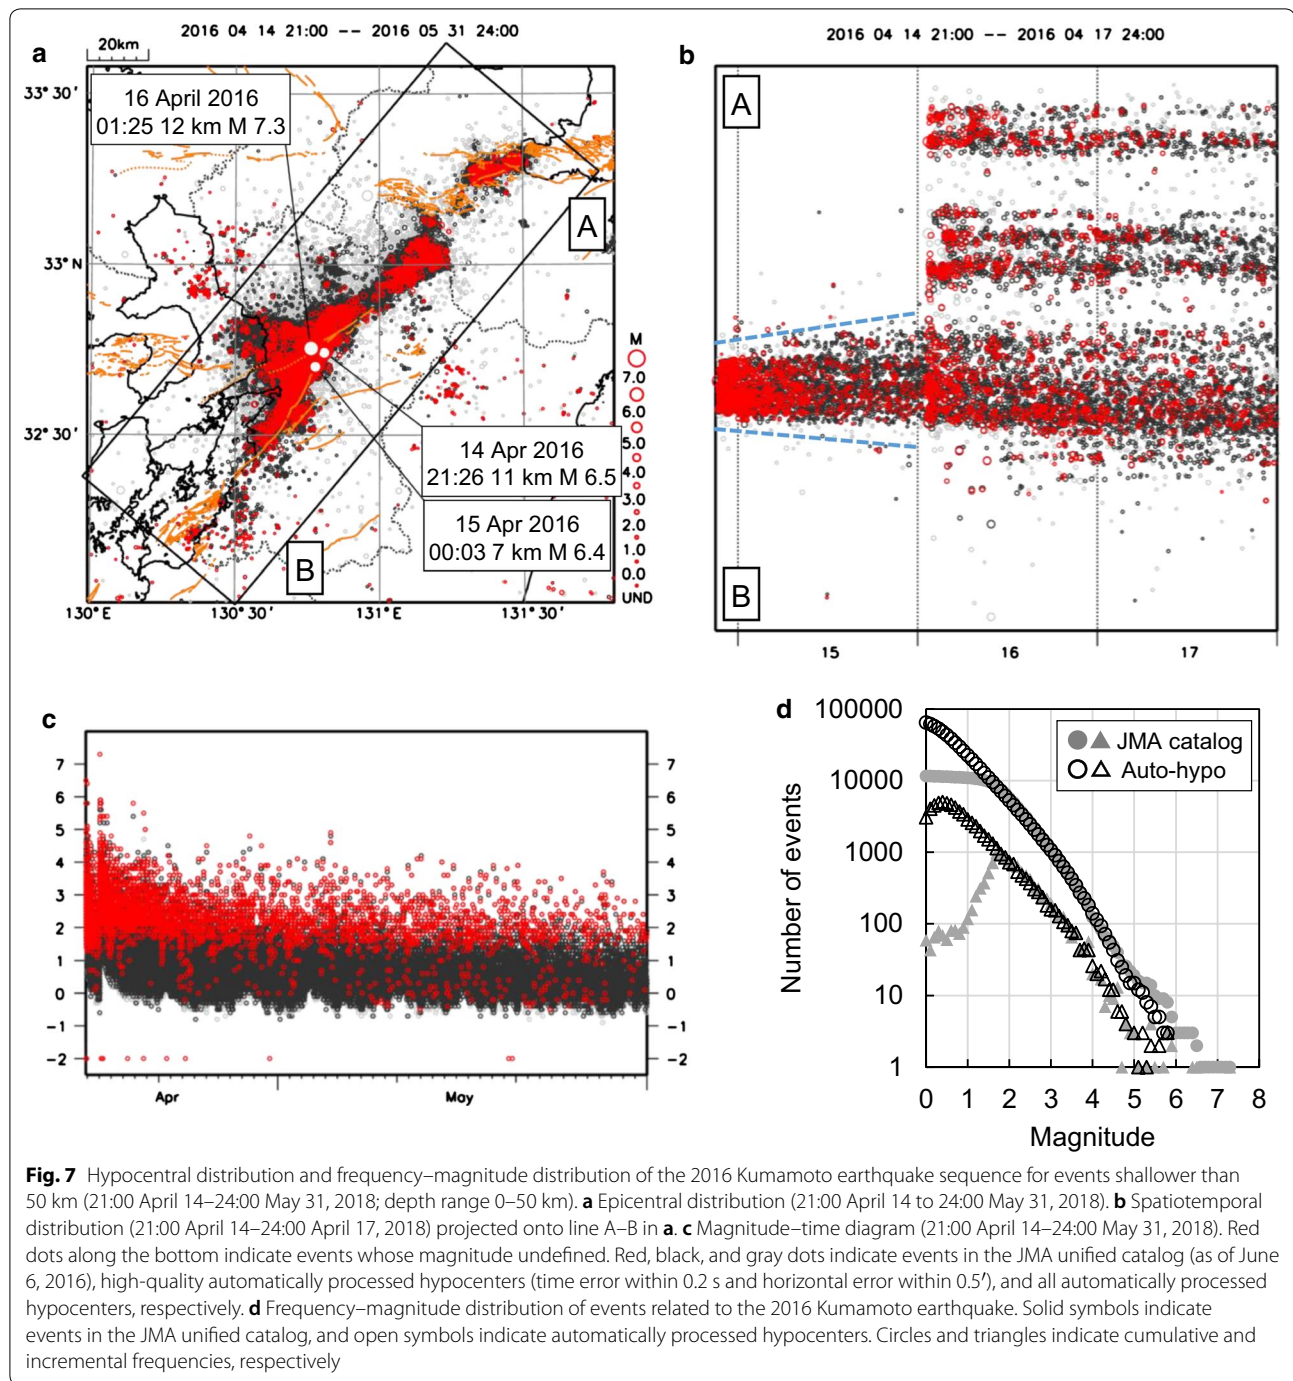 a
2016 04 14 21:00 -- 2016 05 31 24:00
20km
33° 30'
33° N
32° 30'
130° E
130° 30'
131° E
131° 30'
16 April 2016
01:25 12 km M 7.3
A
14 Apr 2016
21:26 11 km M 6.5
15 Apr 2016
00:03 7 km M 6.4
B
M
7.0
6.0
5.0
4.0
3.0
2.0
1.0
0.0
UND
b
2016 04 14 21:00 -- 2016 04 17 24:00
A
B
15
16
17
c
7
6
5
4
3
2
1
0
-1
-2
7
6
5
4
3
2
1
0
-1
-2
Apr
May
d
100000
10000
1000
100
10
1
Number of events
JMA catalog
Auto-hypo
0 1 2 3 4 5 6 7 8
Magnitude
Fig. 7 Hypocentral distribution and frequency–magnitude distribution of the 2016 Kumamoto earthquake sequence for events shallower than
50 km (21:00 April 14–24:00 May 31, 2018; depth range 0–50 km). a Epicentral distribution (21:00 April 14 to 24:00 May 31, 2018). b Spatiotemporal
distribution (21:00 April 14–24:00 April 17, 2018) projected onto line A–B in a. c Magnitude–time diagram (21:00 April 14–24:00 May 31, 2018). Red
dots along the bottom indicate events whose magnitude undefined. Red, black, and gray dots indicate events in the JMA unified catalog (as of June
6, 2016), high-quality automatically processed hypocenters (time error within 0.2 s and horizontal error within 0.5′), and all automatically processed
hypocenters, respectively. d Frequency–magnitude distribution of events related to the 2016 Kumamoto earthquake. Solid symbols indicate
events in the JMA unified catalog, and open symbols indicate automatically processed hypocenters. Circles and triangles indicate cumulative and
incremental frequencies, respectively